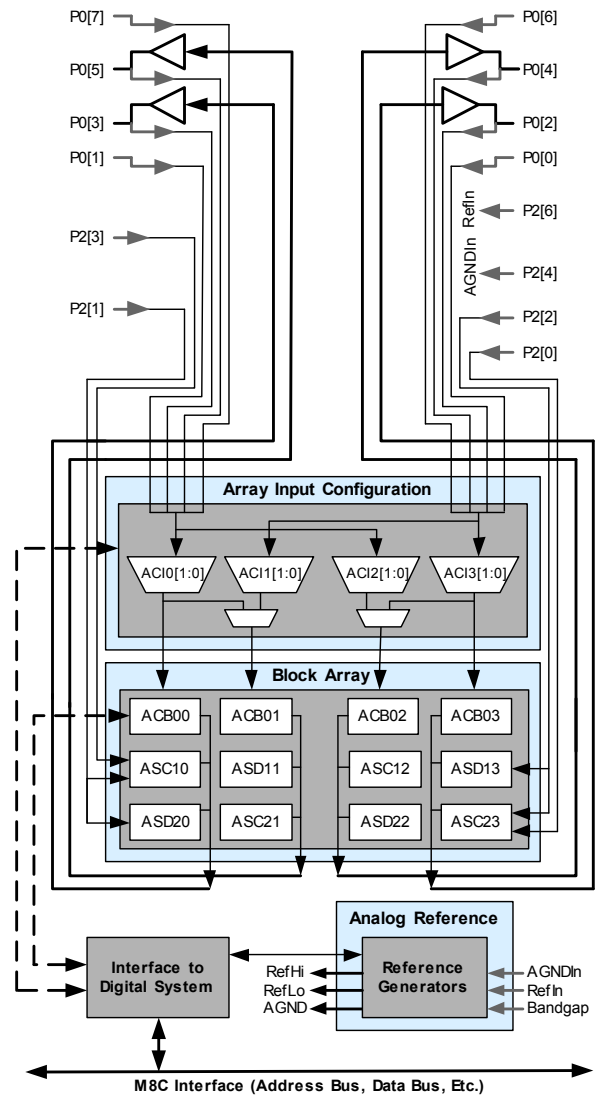 P0[7]
P0[6]
P0[5]
P0[4]
P0[3]
P0[2]
P0[1]
P0[0]
P2[6]
AGNDIn RefIn
P2[3]
P2[4]
P2[1]
P2[2]
P2[0]
Array Input Configuration
ACI0[1:0]
ACI1[1:0]
ACI2[1:0]
ACI3[1:0]
Block Array
ACB00
ACB01
ACB02
ACB03
ASC10
ASD11
ASC12
ASD13
ASD20
ASC21
ASD22
ASC23
Analog Reference
Interface to
Digital System
RefHi
RefLo
AGND
Reference
Generators
AGNDIn
RefIn
Bandgap
M8C Interface (Address Bus, Data Bus, Etc.)